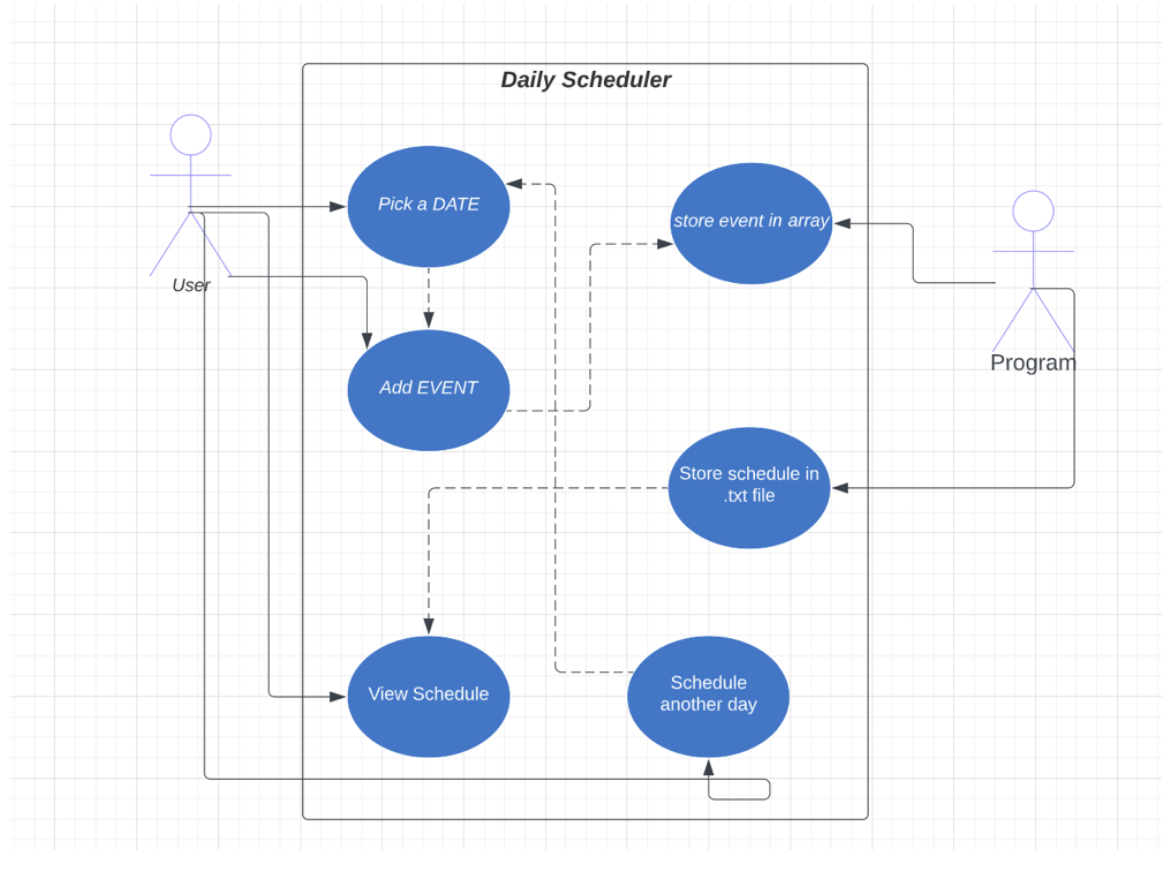 Daily Scheduler
Pick a DATE
store event in array
User
Program
Add EVENT
Store schedule in
.txt file
View Schedule
Schedule
another day